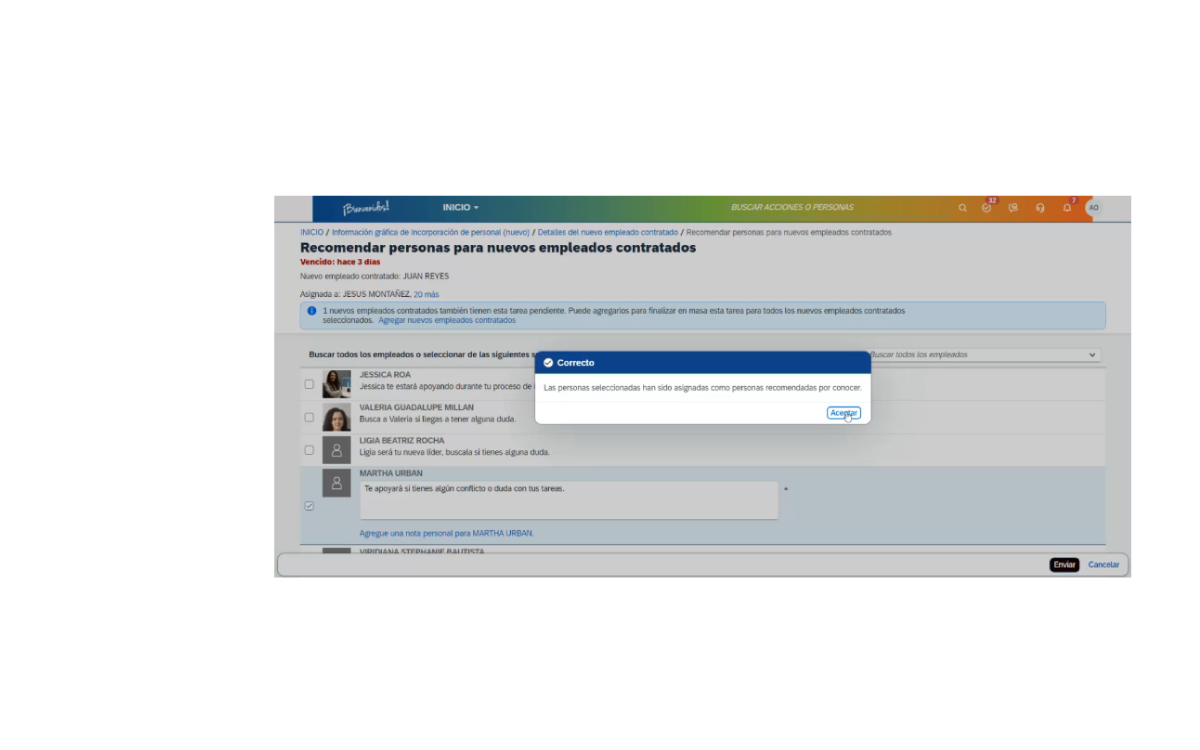 ¡Bienvenidos!
INICIO
BUSCAR ACCIONES O PERSONAS
32
7
AO
INICIO / Información gráfica de incorporación de personal (nuevo) / Detalles del nuevo empleado contratado / Recomendar personas para nuevos empleados contratados
Recomendar personas para nuevos empleados contratados
Vencido: hace 3 días
Nuevo empleado contratado: JUAN REYES
Asignada a: JESUS MONTAÑEZ, 20 más
1 nuevos empleados contratados también tienen esta tarea pendiente. Puede agregarlos para finalizar en masa esta tarea para todos los nuevos empleados contratados
seleccionados. Agregar nuevos empleados contratados
Buscar todos los empleados o seleccionar de las siguientes
Buscar todos los empleados
Correcto
Las personas seleccionadas han sido asignadas como personas recomendadas por conocer.
Aceptar
JESSICA ROA
Jessica te estará apoyando durante tu proceso de
VALERIA GUADALUPE MILLAN
Busca a Valeria si llegas a tener alguna duda.
LIGIA BEATRIZ ROCHA
Ligia será tu nueva líder, buscala si tienes alguna duda.
MARTHA URBAN
Te apoyará si tienes algún conflicto o duda con tus tareas.
*
Agregue una nota personal para MARTHA URBAN.
VIRIDIANA STEPHANIE BAUTISTA
Enviar
Cancelar